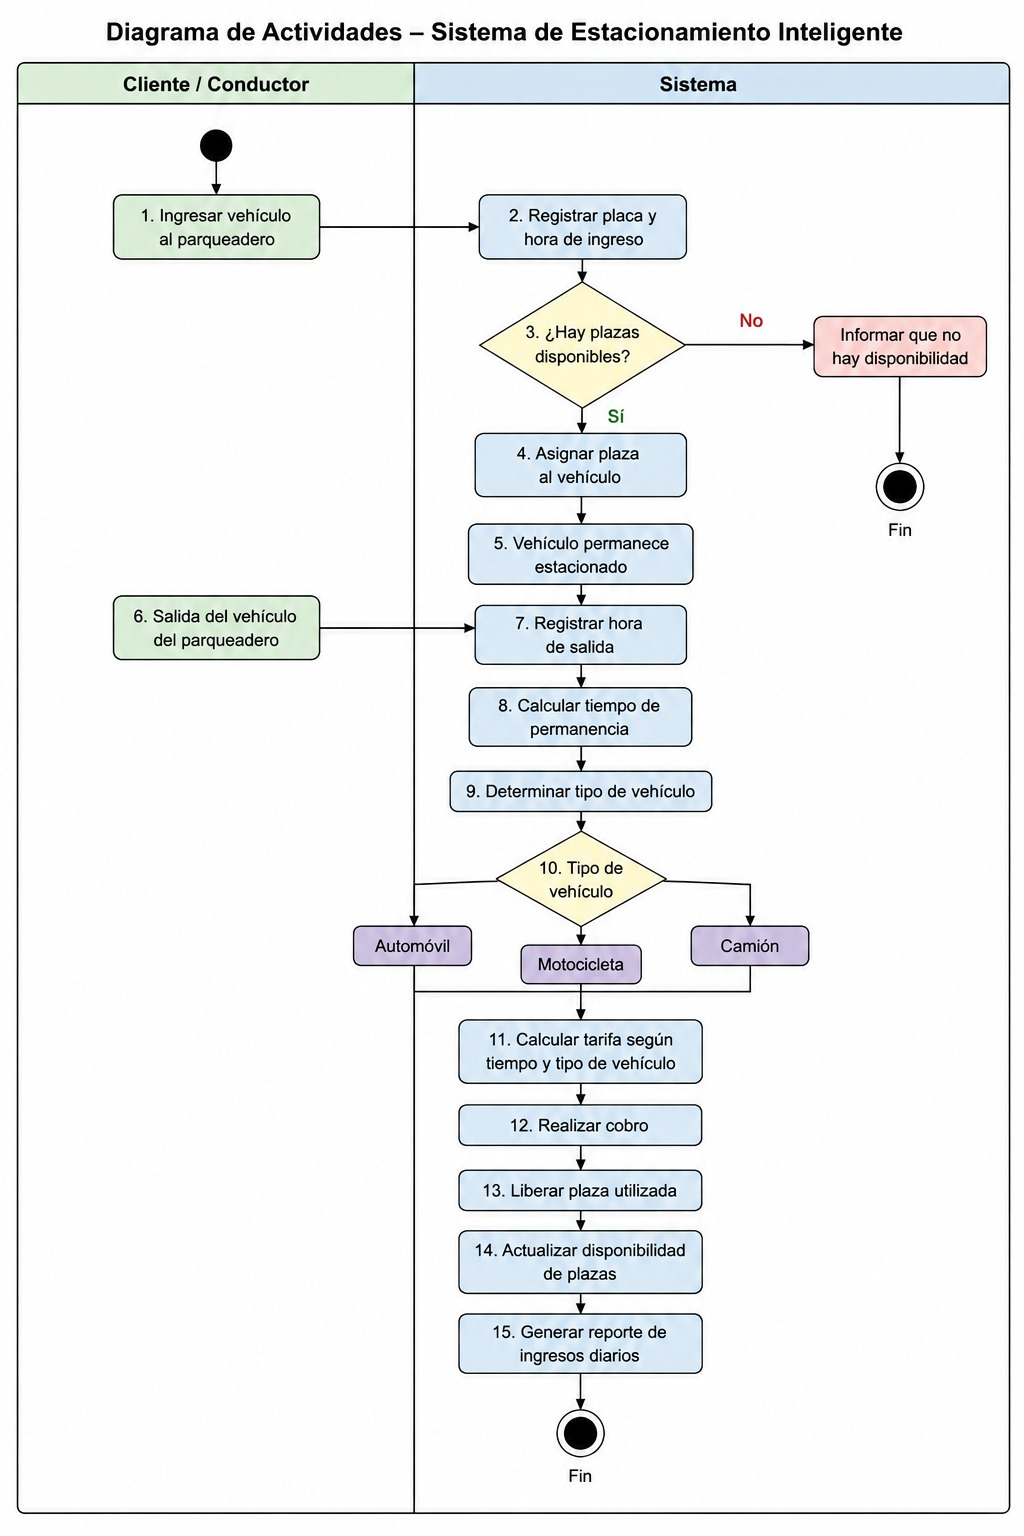 Diagrama de Actividades – Sistema de Estacionamiento Inteligente
Cliente / Conductor
Sistema
1. Ingresar vehículo
al parqueadero
2. Registrar placa y
hora de ingreso
3. ¿Hay plazas
disponibles?
No
Informar que no
hay disponibilidad
Fin
Sí
4. Asignar plaza
al vehículo
5. Vehículo permanece
estacionado
6. Salida del vehículo
del parqueadero
7. Registrar hora
de salida
8. Calcular tiempo de
permanencia
9. Determinar tipo de vehículo
10. Tipo de
vehículo
Automóvil
Motocicleta
Camión
11. Calcular tarifa según
tiempo y tipo de vehículo
12. Realizar cobro
13. Liberar plaza utilizada
14. Actualizar disponibilidad
de plazas
15. Generar reporte de
ingresos diarios
Fin